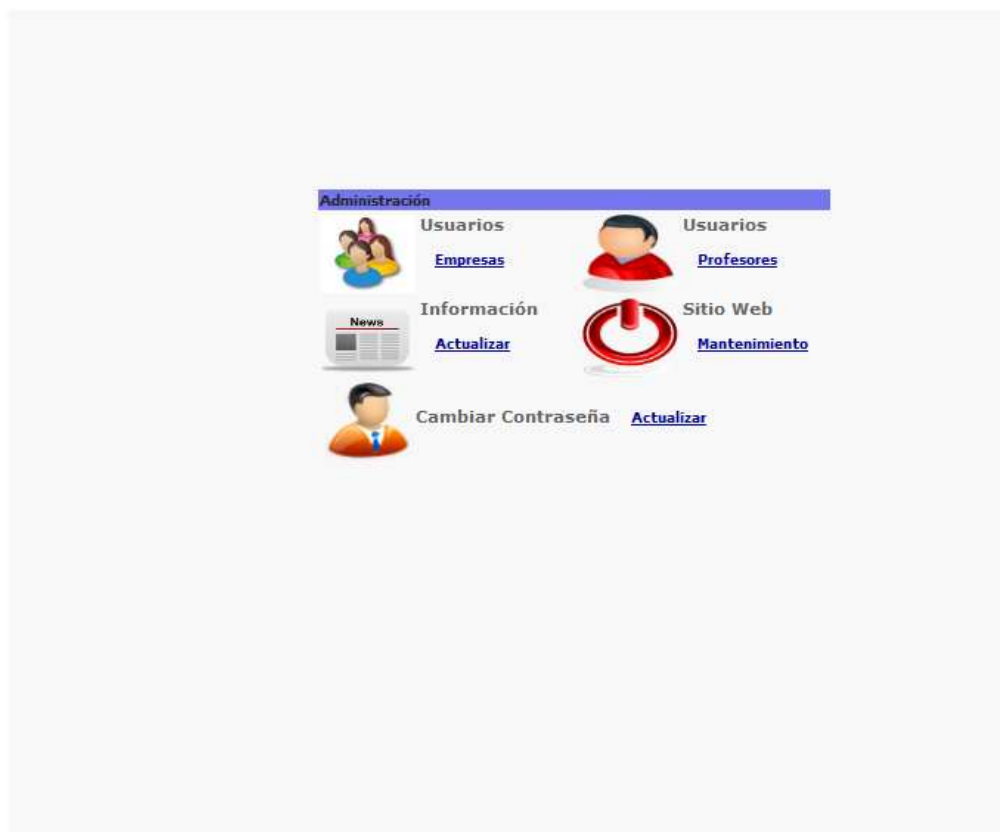 Administración
Usuarios
Usuarios
Empresas
Profesores
Información
Sitio Web
News
Actualizar
Mantenimiento
Cambiar Contraseña Actualizar